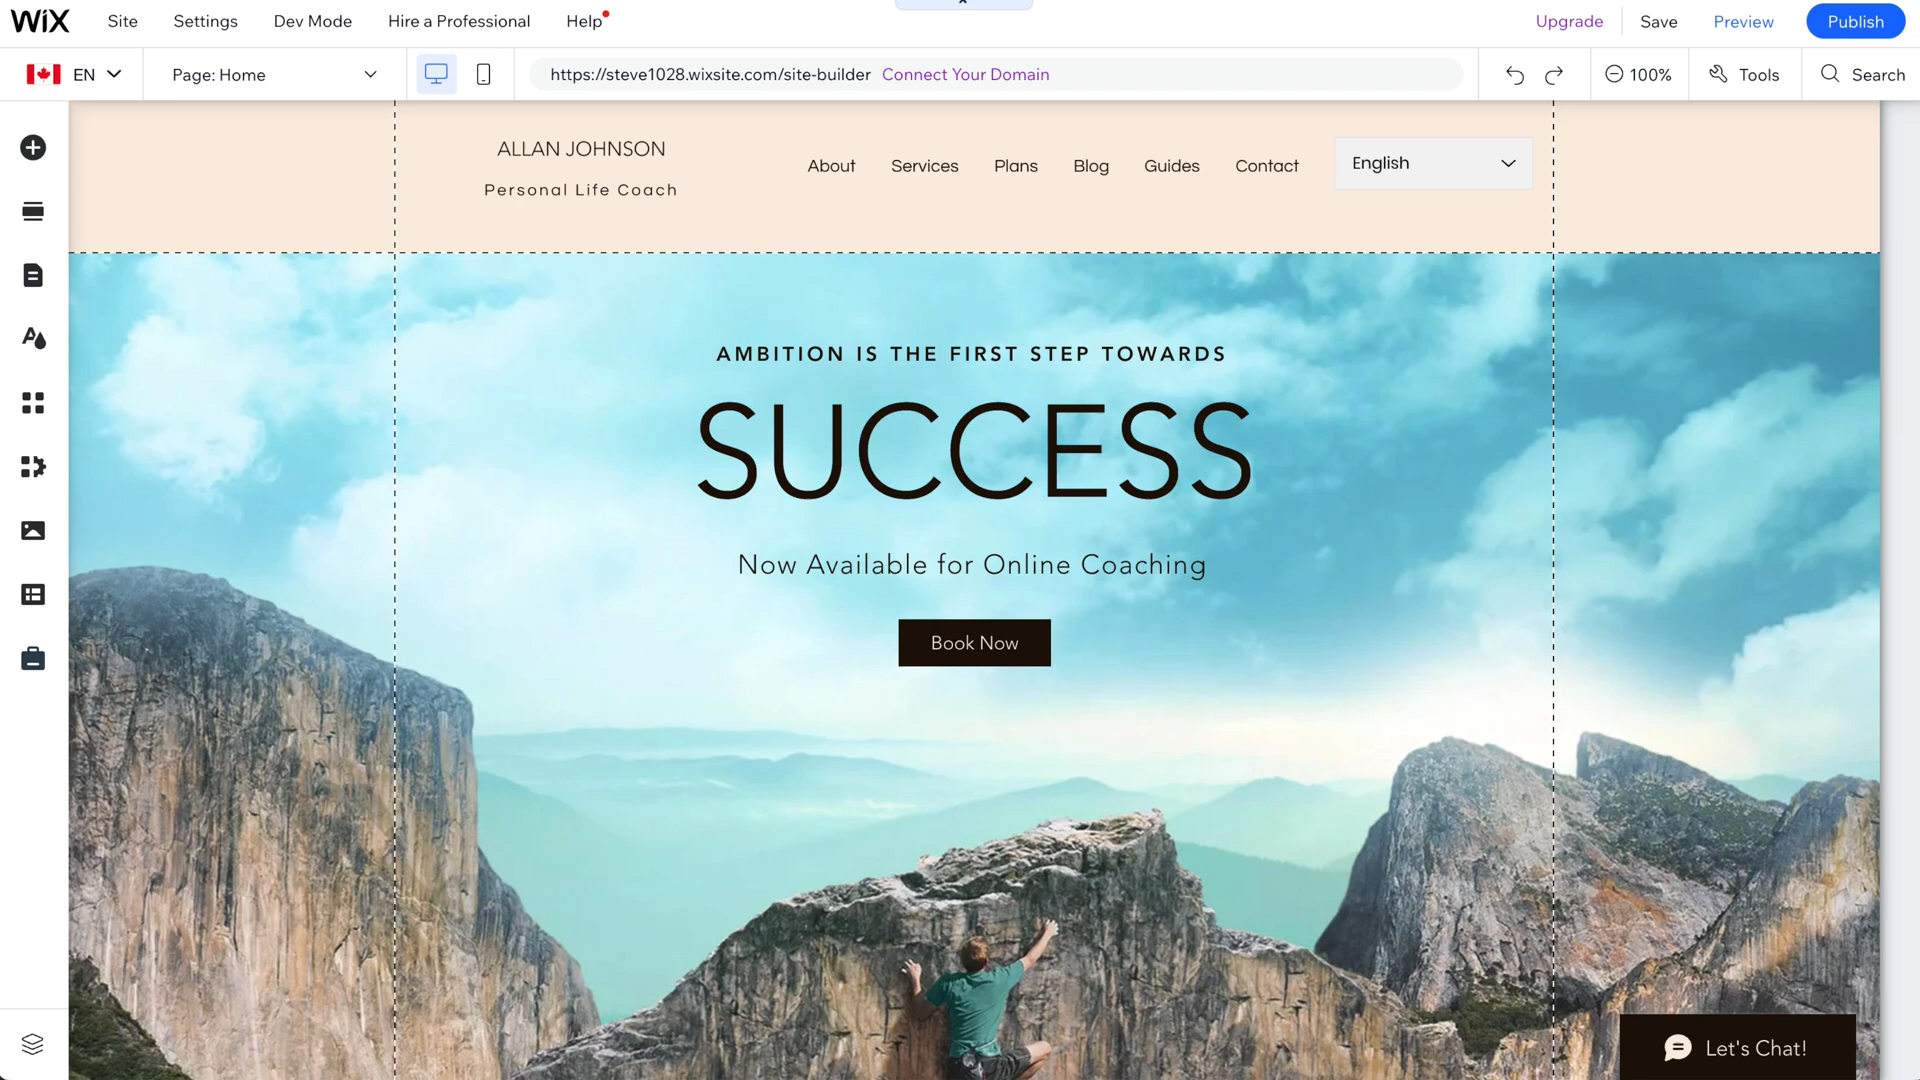 WiX Site Settings Dev Mode Hire a Professional Help Upgrade Save Preview Publish
EN Page: Home https://steve1028.wixsite.com/site-builder Connect Your Domain 100% Tools Search
ALLAN JOHNSON
Personal Life Coach
About Services Plans Blog Guides Contact English
AMBITION IS THE FIRST STEP TOWARDS
SUCCESS
Now Available for Online Coaching
Book Now
Let's Chat!